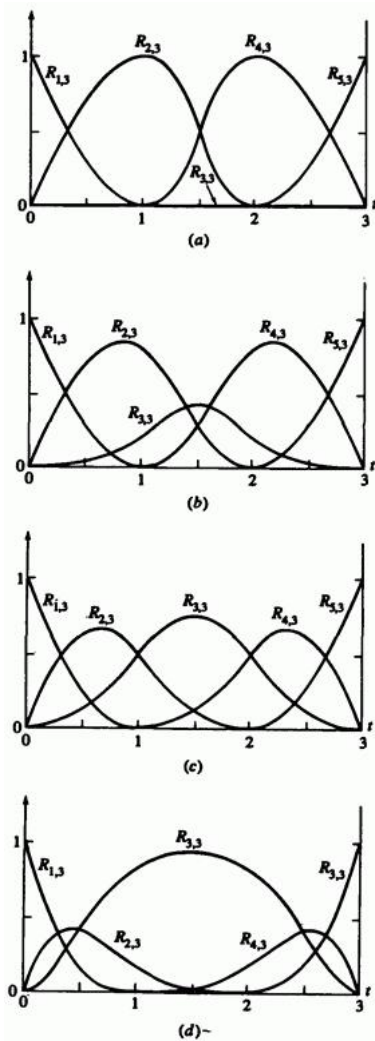 1
R1,3
R2,3
R4,3
R5,3
R3,3
0
0 1 2 3 t
(a)
1
R1,3
R2,3
R4,3
R5,3
R3,3
0
0 1 2 3 t
(b)
1
Ri,3
R2,3
R3,3
R4,3
R5,3
0
0 1 2 3 t
(c)
1
R1,3
R3,3
R3,3
R2,3
R4,3
0
0 1 2 3 t
(d)~